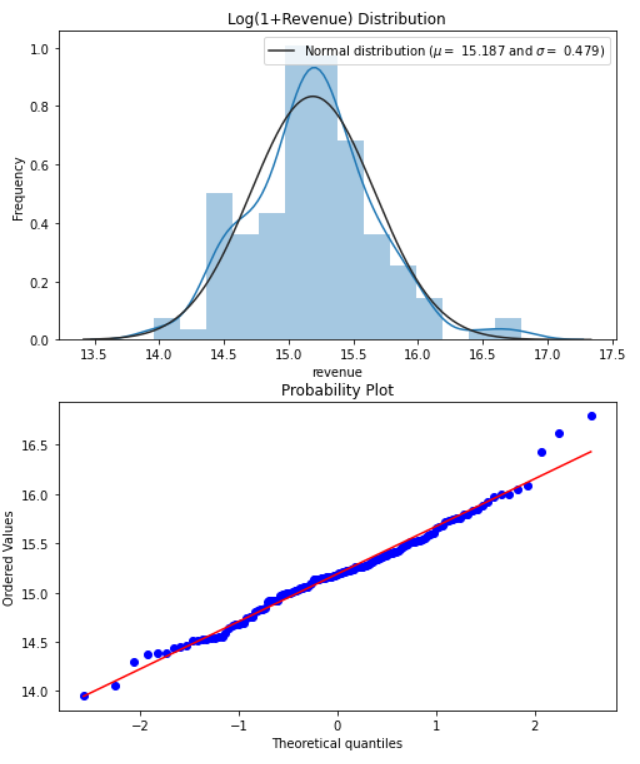 Log(1+Revenue) Distribution
Normal distribution (μ = 15.187 and σ = 0.479)
1.0
0.8
0.6
0.4
0.2
0.0
Frequency
13.5 14.0 14.5 15.0 15.5 16.0 16.5 17.0 17.5
revenue
Probability Plot
16.5
16.0
15.5
15.0
14.5
14.0
Ordered Values
−2 −1 0 1 2
Theoretical quantiles